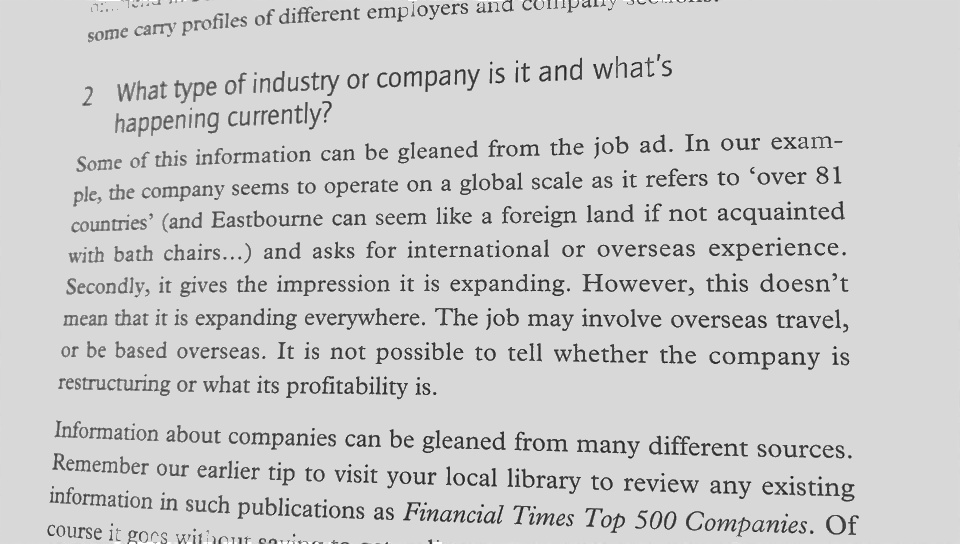 some carry profiles of different employers and company sections.
2 What type of industry or company is it and what's
happening currently?
Some of this information can be gleaned from the job ad. In our exam-
ple, the company seems to operate on a global scale as it refers to ‘over 81
countries’ (and Eastbourne can seem like a foreign land if not acquainted
with bath chairs...) and asks for international or overseas experience.
Secondly, it gives the impression it is expanding. However, this doesn’t
mean that it is expanding everywhere. The job may involve overseas travel,
or be based overseas. It is not possible to tell whether the company is
restructuring or what its profitability is.
Information about companies can be gleaned from many different sources.
Remember our earlier tip to visit your local library to review any existing
information in such publications as Financial Times Top 500 Companies. Of
course it goes without saying to